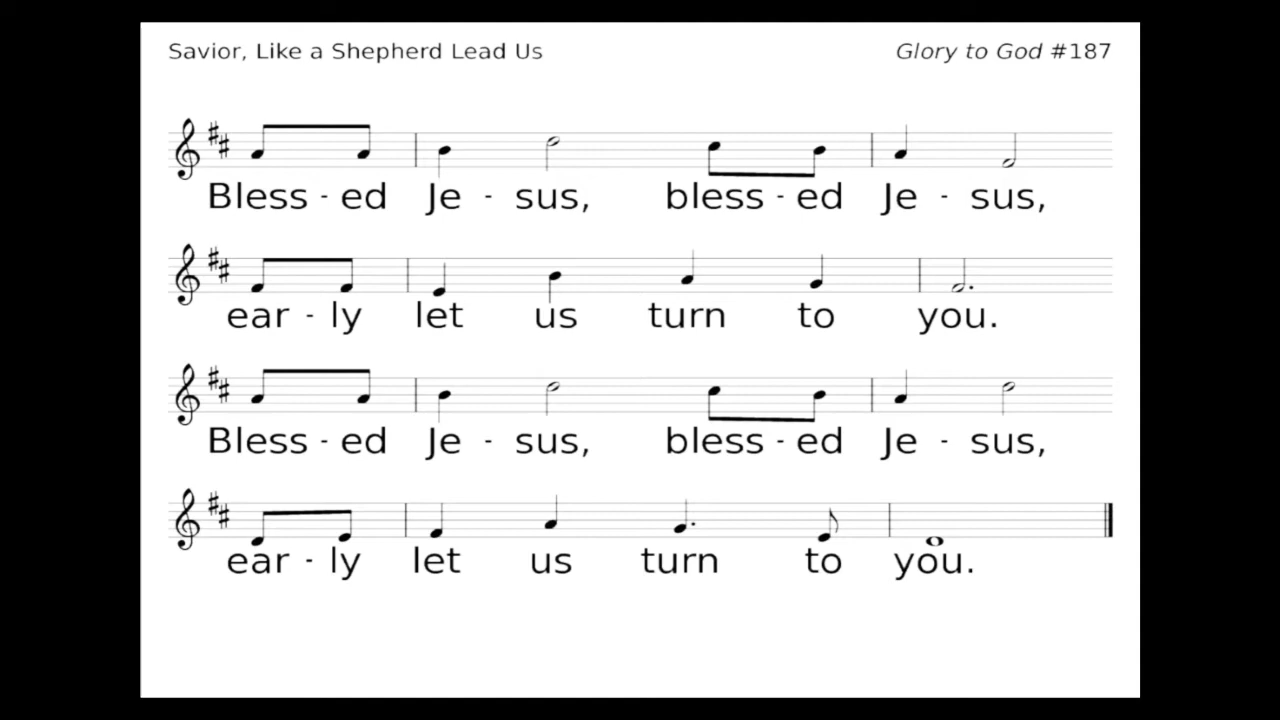 Savior, Like a Shepherd Lead Us Glory to God #187
Bless - ed Je - sus, bless - ed Je - sus,
ear - ly let us turn to you.
Bless - ed Je - sus, bless - ed Je - sus,
ear - ly let us turn to you.